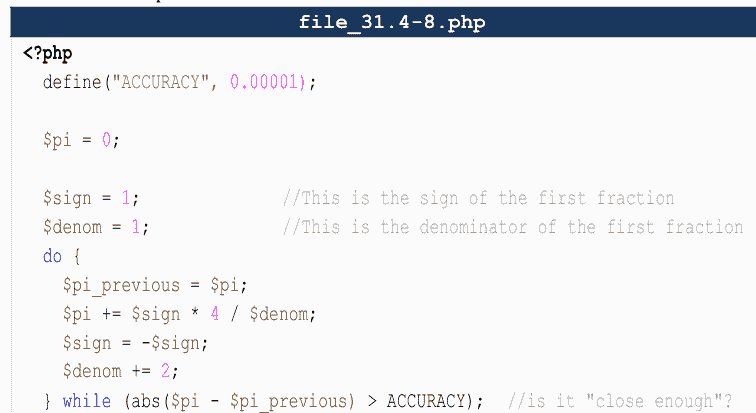 file_31.4-8.php
<?php
define("ACCURACY", 0.00001);
$pi = 0;
$sign = 1; //This is the sign of the first fraction
$denom = 1; //This is the denominator of the first fraction
do {
$pi_previous = $pi;
$pi += $sign * 4 / $denom;
$sign = -$sign;
$denom += 2;
} while (abs($pi - $pi_previous) > ACCURACY); //is it "close enough"?